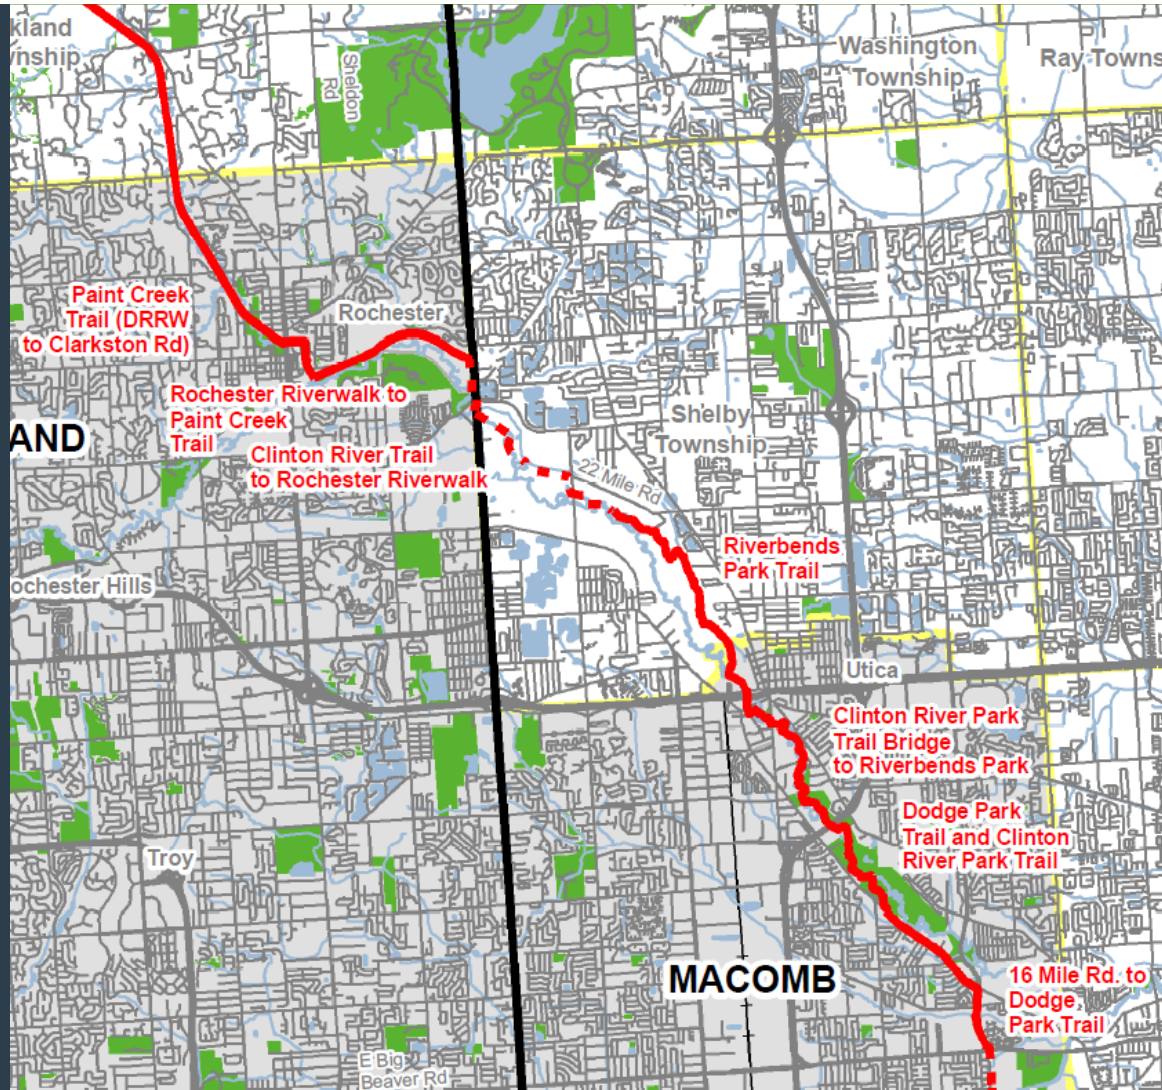 kland
nship
Sheldon
Rd
Washington
Township
Ray Towns
Paint Creek
Trail (DRRW
to Clarkston Rd)
Rochester
Rochester Riverwalk to
Paint Creek
Trail
AND
Clinton River Trail
to Rochester Riverwalk
Shelby
Township
22 Mile Rd
Riverbends
Park Trail
ochester Hills
Utica
Clinton River Park
Trail Bridge
to Riverbends Park
Dodge Park
Trail and Clinton
River Park Trail
Troy
MACOMB
16 Mile Rd. to
Dodge
Park Trail
E Big
Beaver Rd